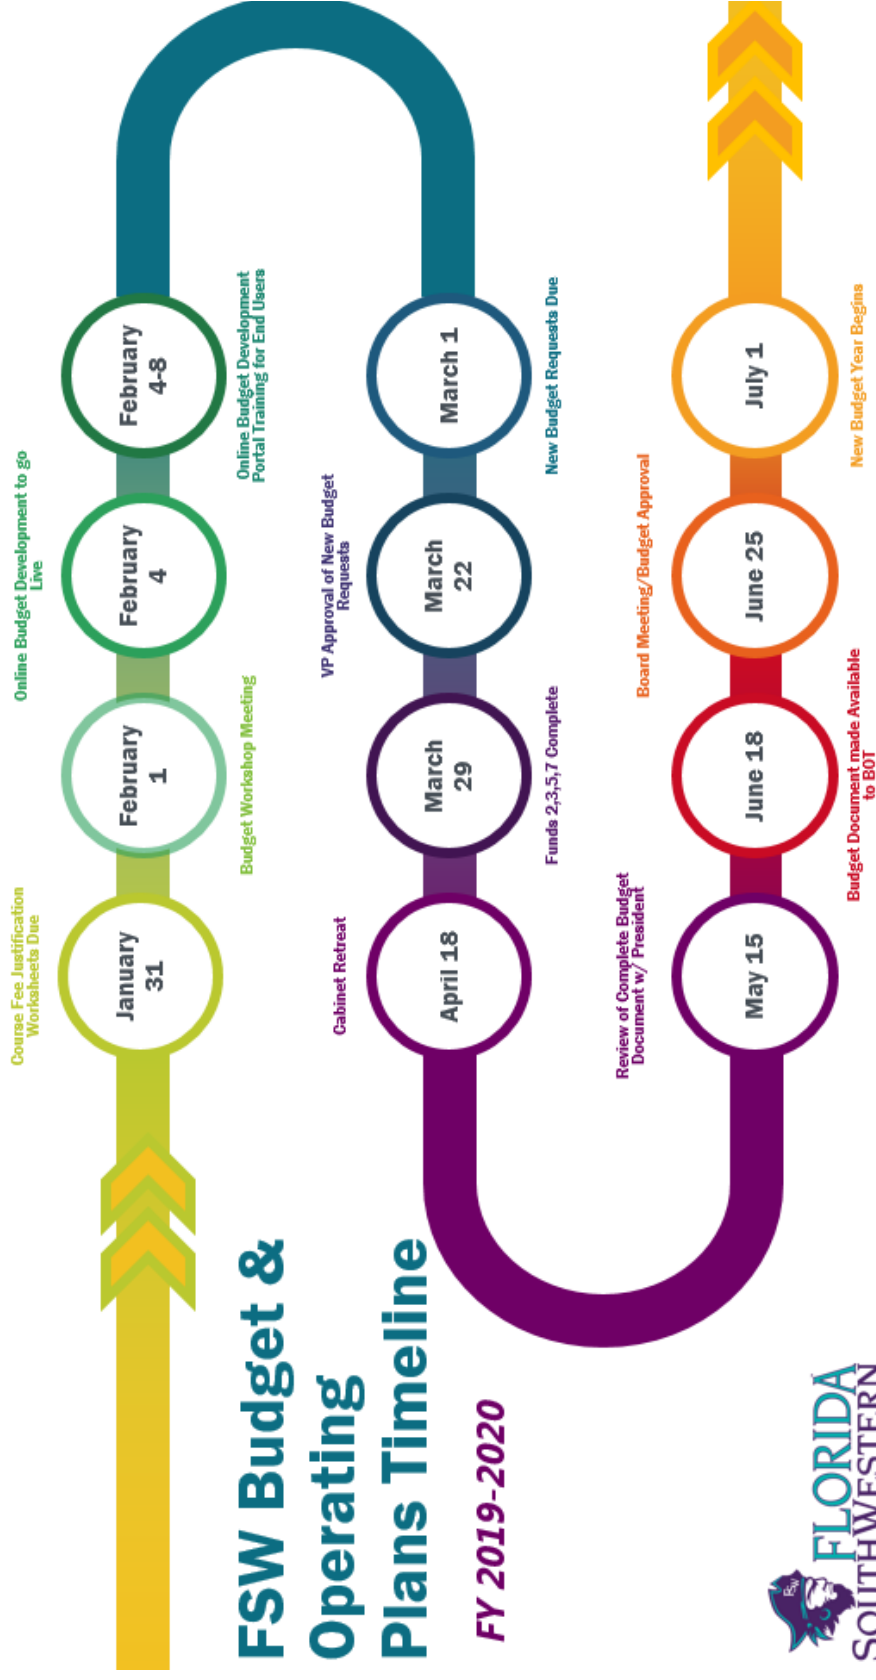 Course Fee Justification
Worksheets Due
January
31
February
1
Budget Workshop Meeting
Online Budget Development to go
Live
February
4
February
4-8
Online Budget Development
Portal Training for End Users
March 1
New Budget Requests Due
VP Approval of New Budget
Requests
March
22
March
29
Funds 2,3,5,7 Complete
Cabinet Retreat
April 18
Review of Complete Budget
Document w/ President
May 15
June 18
Budget Document made Available
to BOT
Board Meeting/Budget Approval
June 25
July 1
New Budget Year Begins
FSW Budget &
Operating
Plans Timeline
FY 2019-2020
FSW
FLORIDA
SOUTHWESTERN